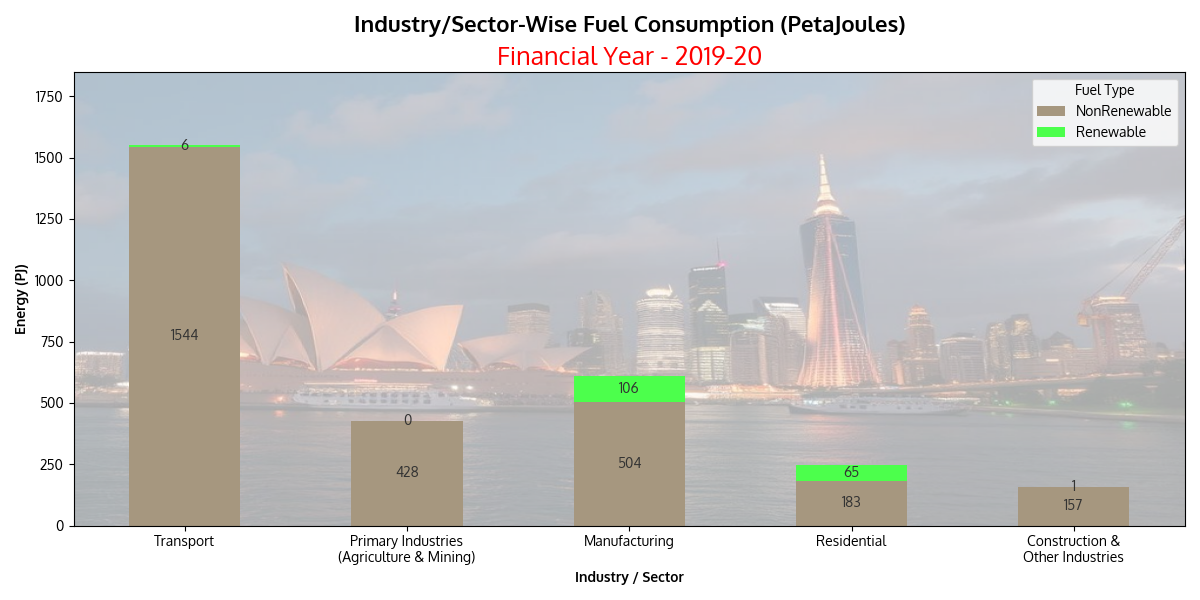 Industry/Sector-Wise Fuel Consumption (PetaJoules)
Financial Year - 2019-20
Energy (PJ)
1750
1500
1250
1000
750
500
250
0
Fuel Type
NonRenewable
Renewable
6
1544
0
428
106
504
65
183
1
157
Transport
Primary Industries
(Agriculture & Mining)
Manufacturing
Residential
Construction &
Other Industries
Industry / Sector